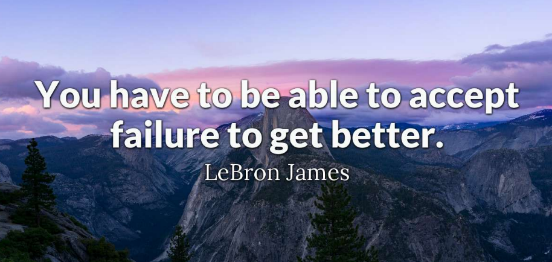 You have to be able to accept
failure to get better.
LeBron James